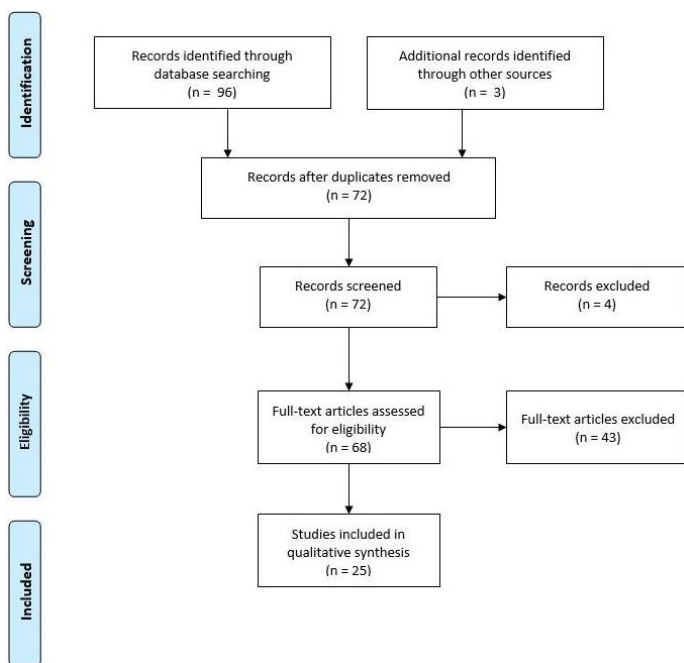 Identification
Records identified through
database searching
(n = 96)
Additional records identified
through other sources
(n = 3)
Records after duplicates removed
(n = 72)
Screening
Records screened
(n = 72)
Records excluded
(n = 4)
Eligibility
Full-text articles assessed
for eligibility
(n = 68)
Full-text articles excluded
(n = 43)
Included
Studies included in
qualitative synthesis
(n = 25)